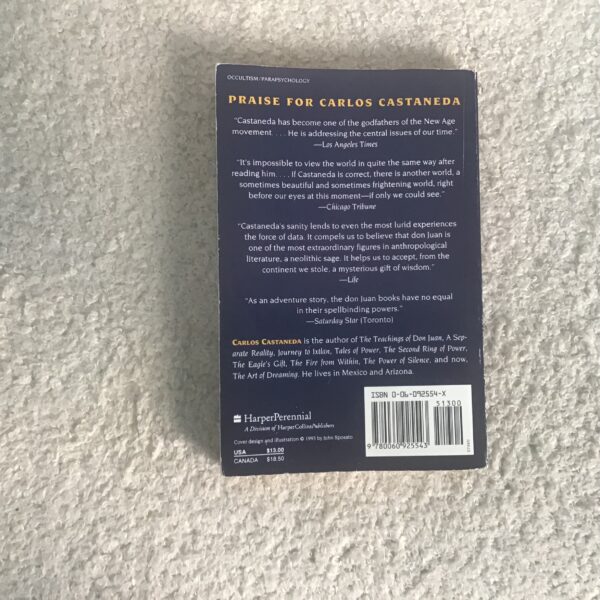 OCCULTISM/PARAPSYCHOLOGY
PRAISE FOR CARLOS CASTANEDA
"Castaneda has become one of the godfathers of the New Age
movement. . . . He is addressing the central issues of our time."
—Los Angeles Times
"It's impossible to view the world in quite the same way after
reading him. . . . If Castaneda is correct, there is another world, a
sometimes beautiful and sometimes frightening world, right
before our eyes at this moment—if only we could see."
—Chicago Tribune
"Castaneda's sanity lends to even the most lurid experiences
the force of data. It compels us to believe that don Juan is
one of the most extraordinary figures in anthropological
literature, a neolithic sage. It helps us to accept, from the
continent we stole, a mysterious gift of wisdom."
—Life
"As an adventure story, the don Juan books have no equal
in their spellbinding powers."
—Saturday Star (Toronto)
CARLOS CASTANEDA is the author of The Teachings of Don Juan, A Sep-
arate Reality, Journey to Ixtlan, Tales of Power, The Second Ring of Power,
The Eagle's Gift, The Fire from Within, The Power of Silence, and now,
The Art of Dreaming. He lives in Mexico and Arizona.
ISBN 0-06-092554-X
51300
9 780060 925543
HarperPerennial
A Division of HarperCollinsPublishers
Cover design and illustration © 1993 by John Sposato
USA $13.00
CANADA $18.50